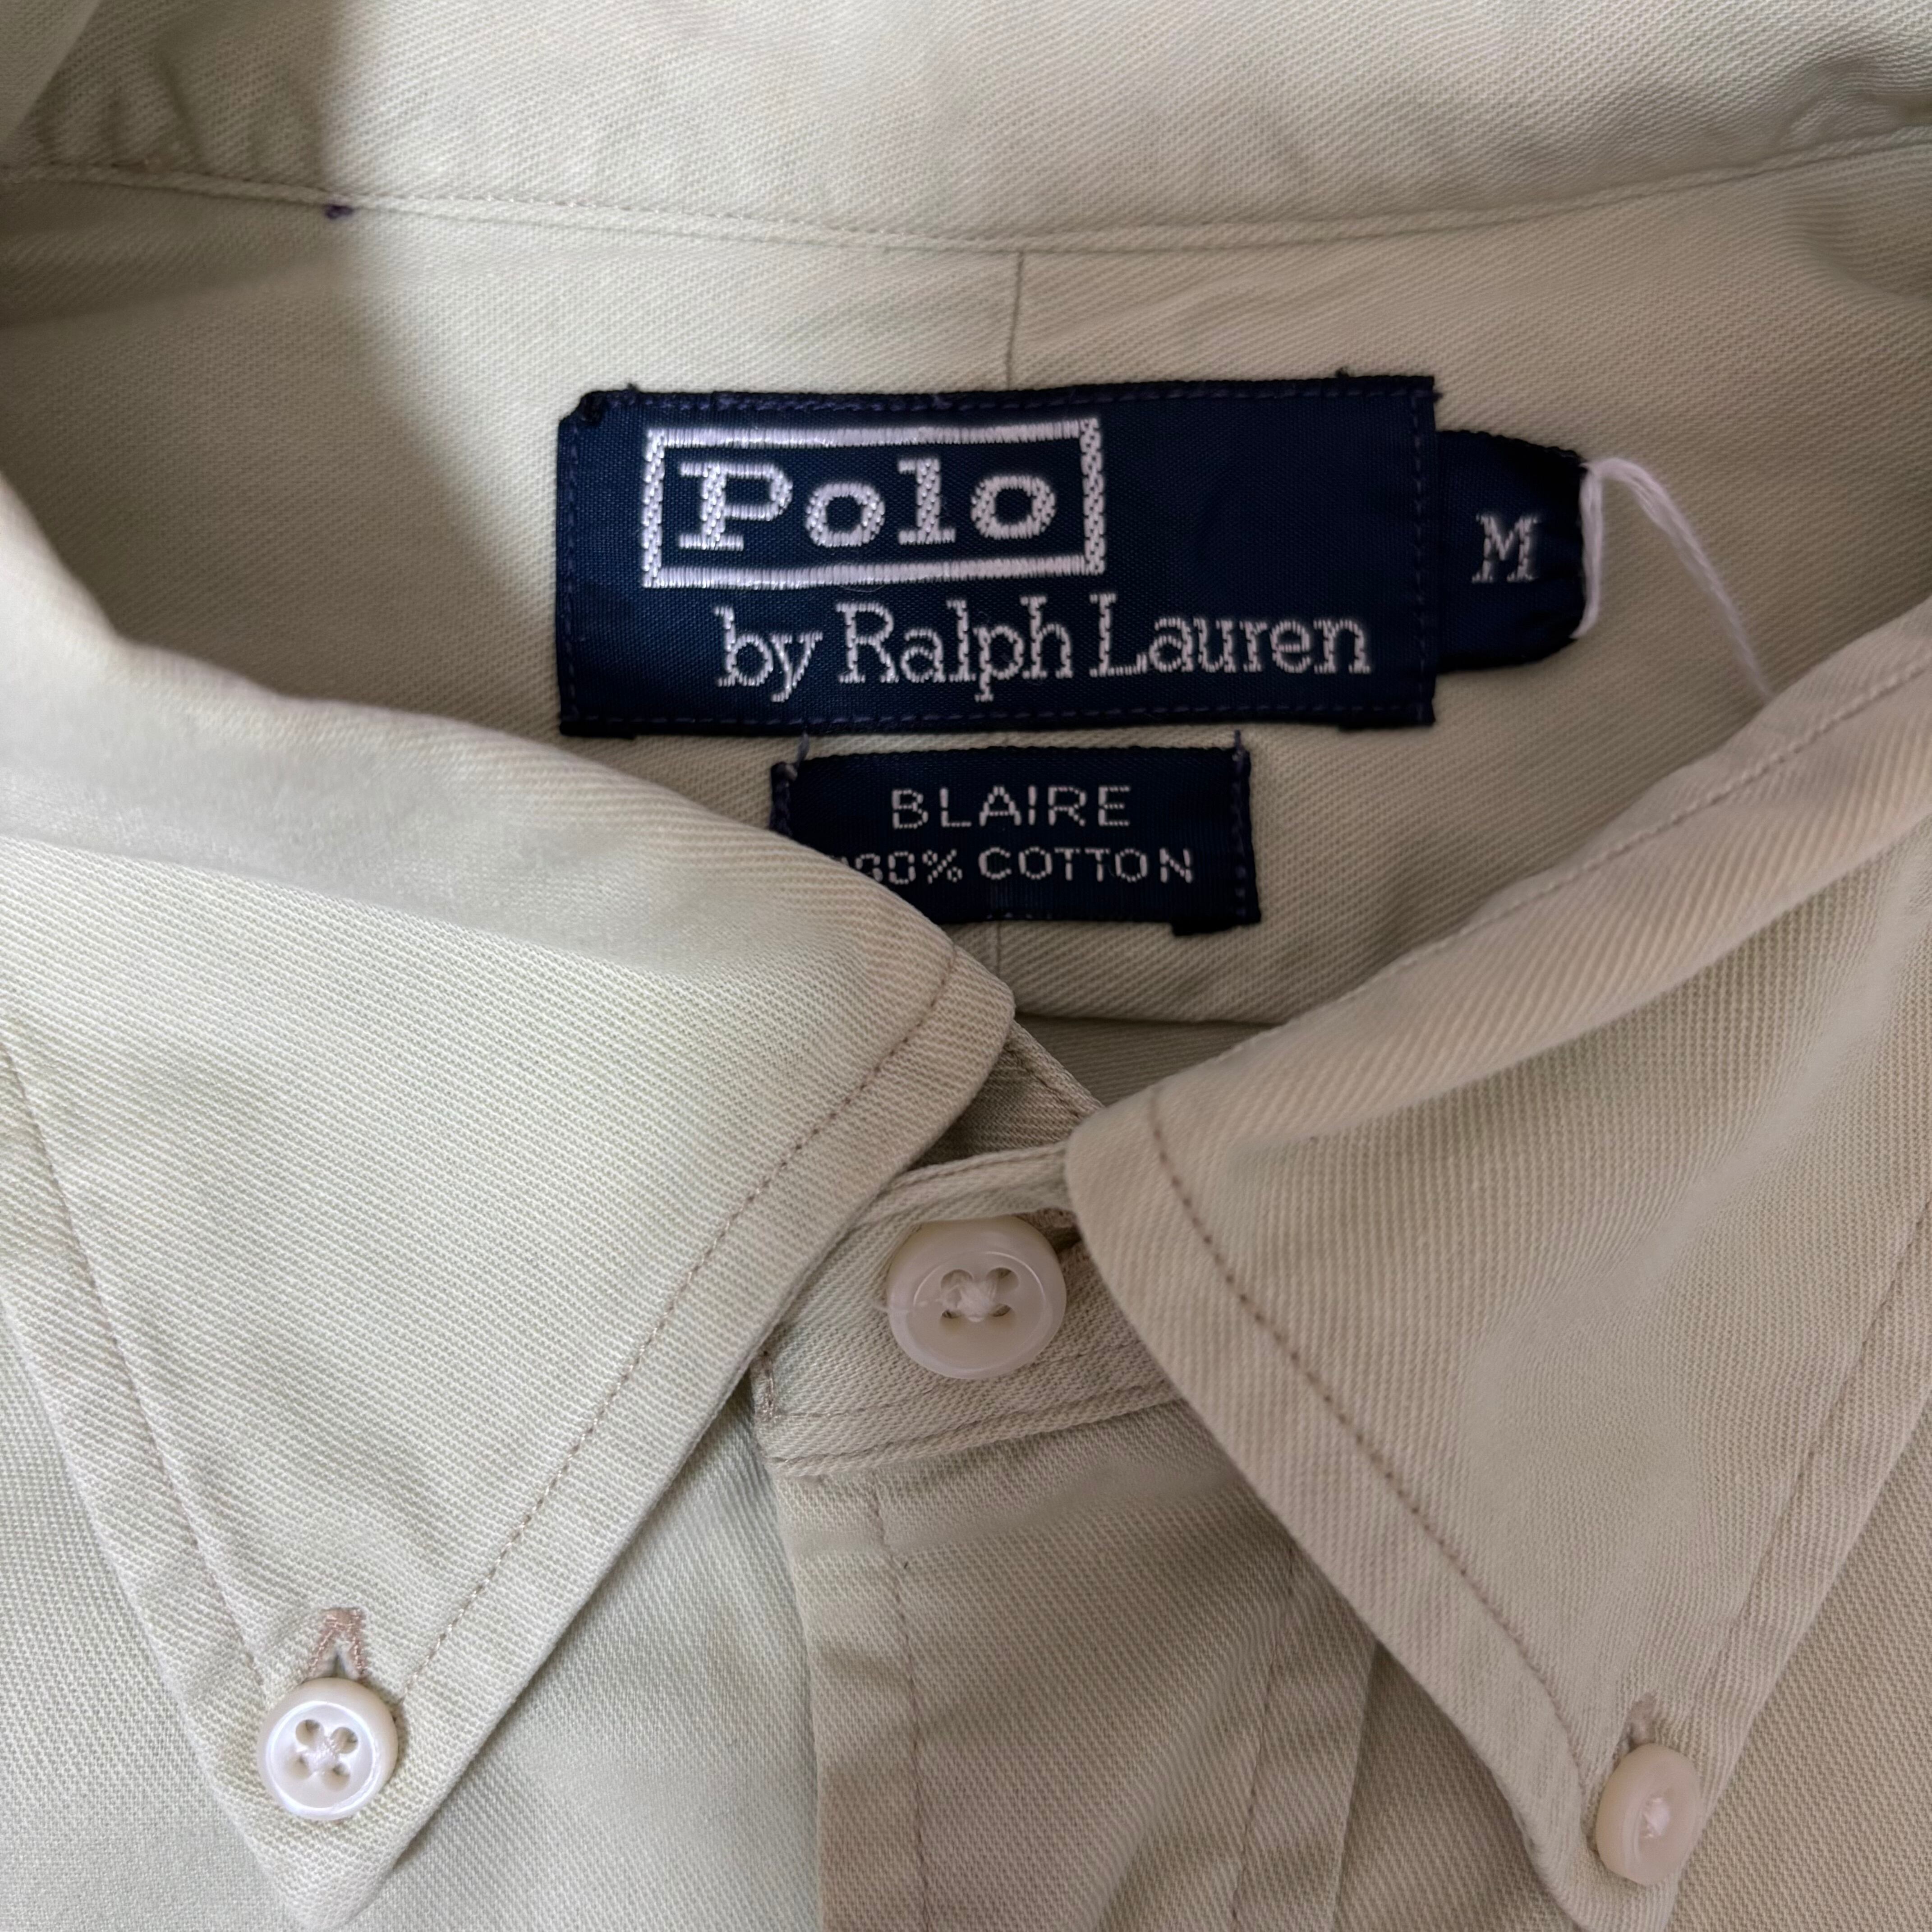 Polo
by Ralph Lauren
M
BLAIRE
100% COTTON